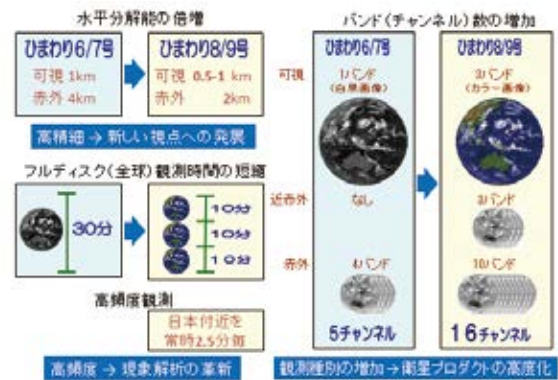 水平分解能の倍増
ひまわり6/7号
可視 1km
赤外 4km
ひまわり8/9号
可視 0.5-1 km
赤外 2km
高精細 → 新しい視点への発展
フルディスク(全球)観測時間の短縮
30分
10分
10分
10分
高頻度観測
日本付近を
常時2.5分毎
高頻度 → 現象解析の革新
バンド(チャンネル)数の増加
ひまわり6/7号
ひまわり8/9号
可視
1バンド
(白黒画像)
3バンド
(カラー画像)
近赤外
なし
3バンド
赤外
4バンド
10バンド
5チャンネル
16チャンネル
観測種別の増加 → 衛星プロダクトの高度化